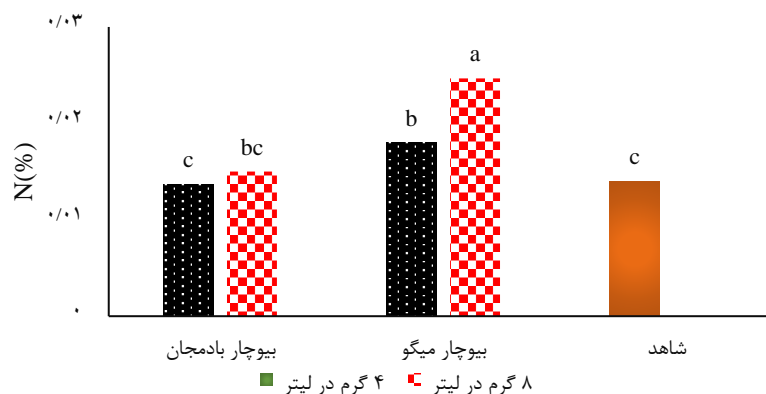 ۰/۰۳
a
۰/۰۲
b
c bc c
N(%)
۰/۰۱
۰
بیوچار بادمجان بیوچار میگو شاهد
۴ گرم در لیتر ۸ گرم در لیتر